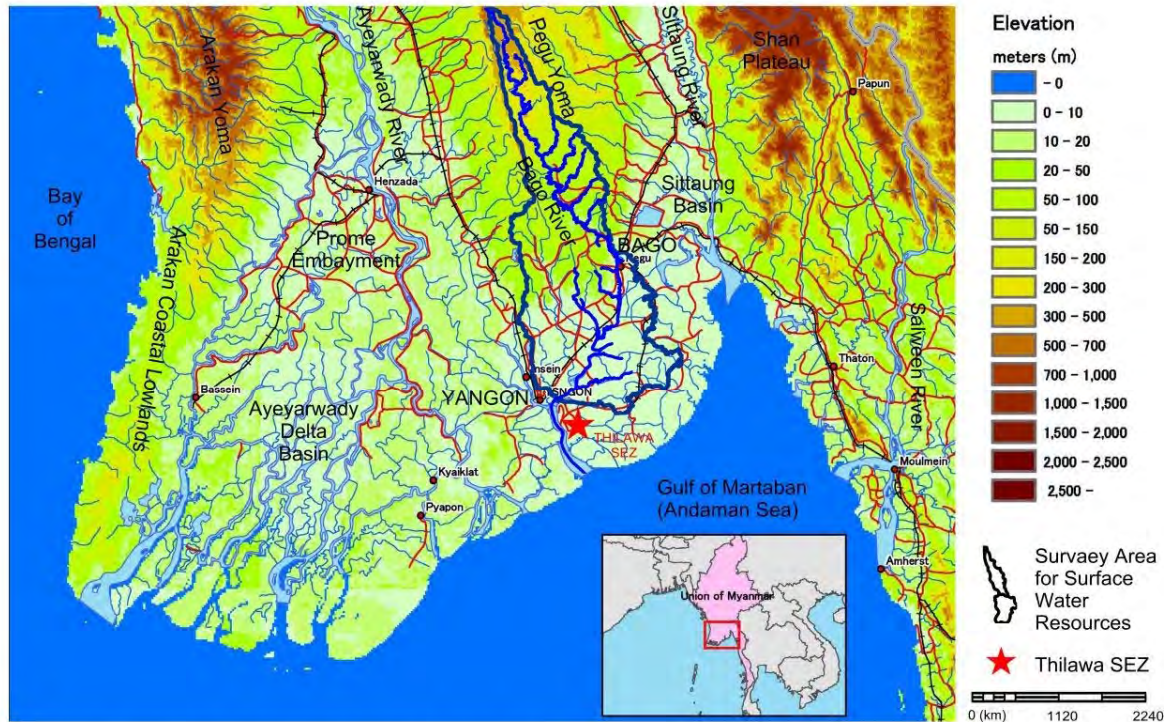 Arakan Yoma
Ayeyarwady River
Pegu Yoma
Sittaung River
Shan
Plateau
Papun
Bay
of
Bengal
Henzada
Bago River
Sittaung
Basin
Prome
Embayment
BAGO
Pegu
Arakan Coastal Lowlands
Salween River
Thaton
Bassein
Insein
YANGON
Ayeyarwady
Delta
Basin
THILAWA
SEZ
Kyaiklat
Pyapon
Moulmein
Gulf of Martaban
(Andaman Sea)
Amherst
Union of Myanmar
Elevation
meters (m)
- 0
0 - 10
10 - 20
20 - 50
50 - 100
50 - 150
150 - 200
200 - 300
300 - 500
500 - 700
700 - 1,000
1,000 - 1,500
1,500 - 2,000
2,000 - 2,500
2,500 -
Survaey Area
for Surface
Water
Resources
Thilawa SEZ
0 (km) 1120 2240